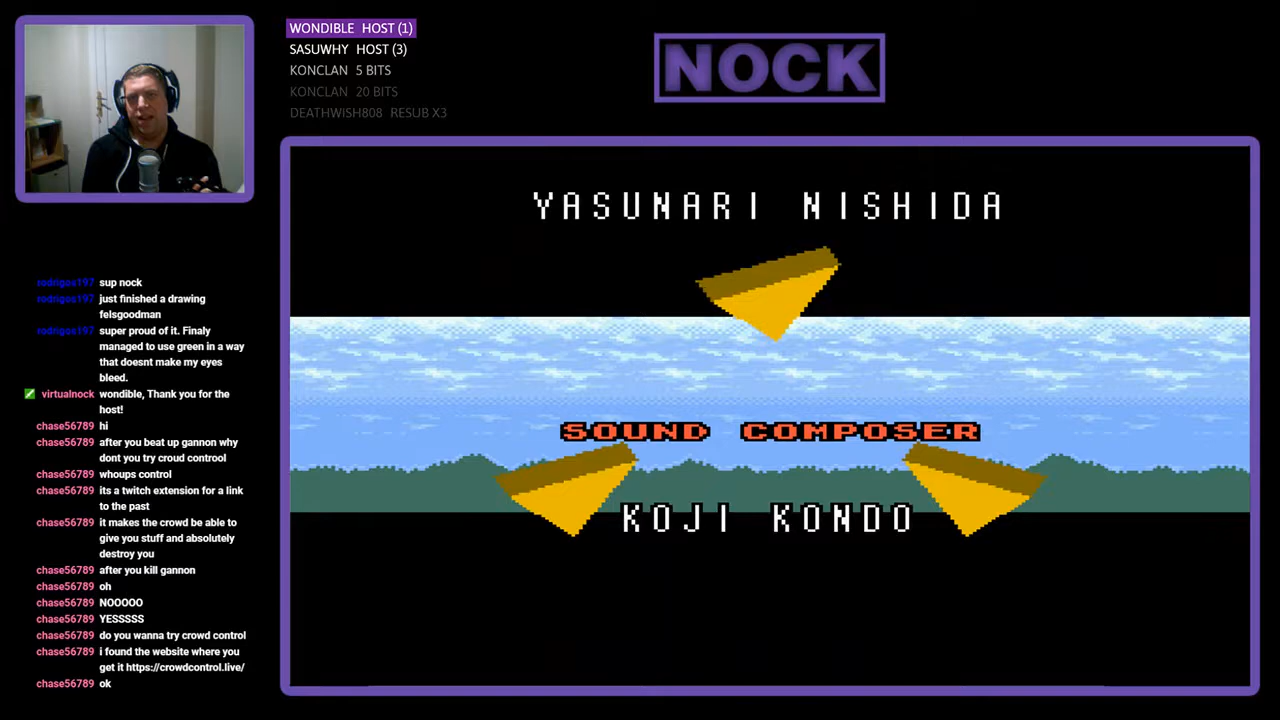 WONDIBLE HOST (1)
SASUWHY HOST (3)
KONCLAN 5 BITS
KONCLAN 20 BITS
DEATHWISH808 RESUB X3
NOCK
YASUNARI NISHIDA
SOUND COMPOSER
KOJI KONDO
rodrigos197 sup nock
rodrigos197 just finished a drawing
felsgoodman
rodrigos197 super proud of it. Finaly
managed to use green in a way
that doesnt make my eyes
bleed.
virtualnock wondible, Thank you for the
host!
chase56789 hi
chase56789 after you beat up gannon why
dont you try croud controol
chase56789 whoups control
chase56789 its a twitch extension for a link
to the past
chase56789 it makes the crowd be able to
give you stuff and absolutely
destroy you
chase56789 after you kill gannon
chase56789 oh
chase56789 NOOOOO
chase56789 YESSSSS
chase56789 do you wanna try crowd control
chase56789 i found the website where you
get it https://crowdcontrol.live/
chase56789 ok